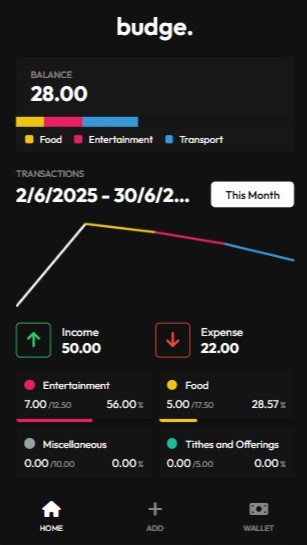 budge.
BALANCE
28.00
Food Entertainment Transport
TRANSACTIONS
2/6/2025 - 30/6/2... This Month
Income Expense
50.00 22.00
Entertainment Food
7.00 /12.50 56.00% 5.00 /17.50 28.57%
Miscellaneous Tithes and Offerings
0.00 /10.00 0.00% 0.00 /5.00 0.00%
HOME ADD WALLET